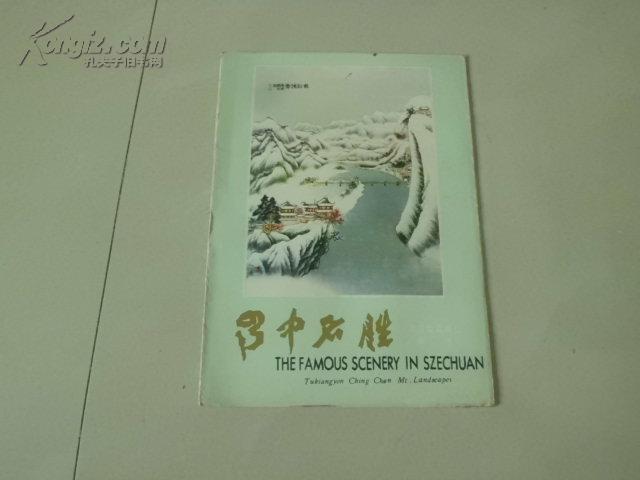 Kongfz.com
孔夫子旧书网
蜀中名胜
THE FAMOUS SCENERY IN SZECHUAN
Tukiangyen Ching Chan Mt. Landscapes